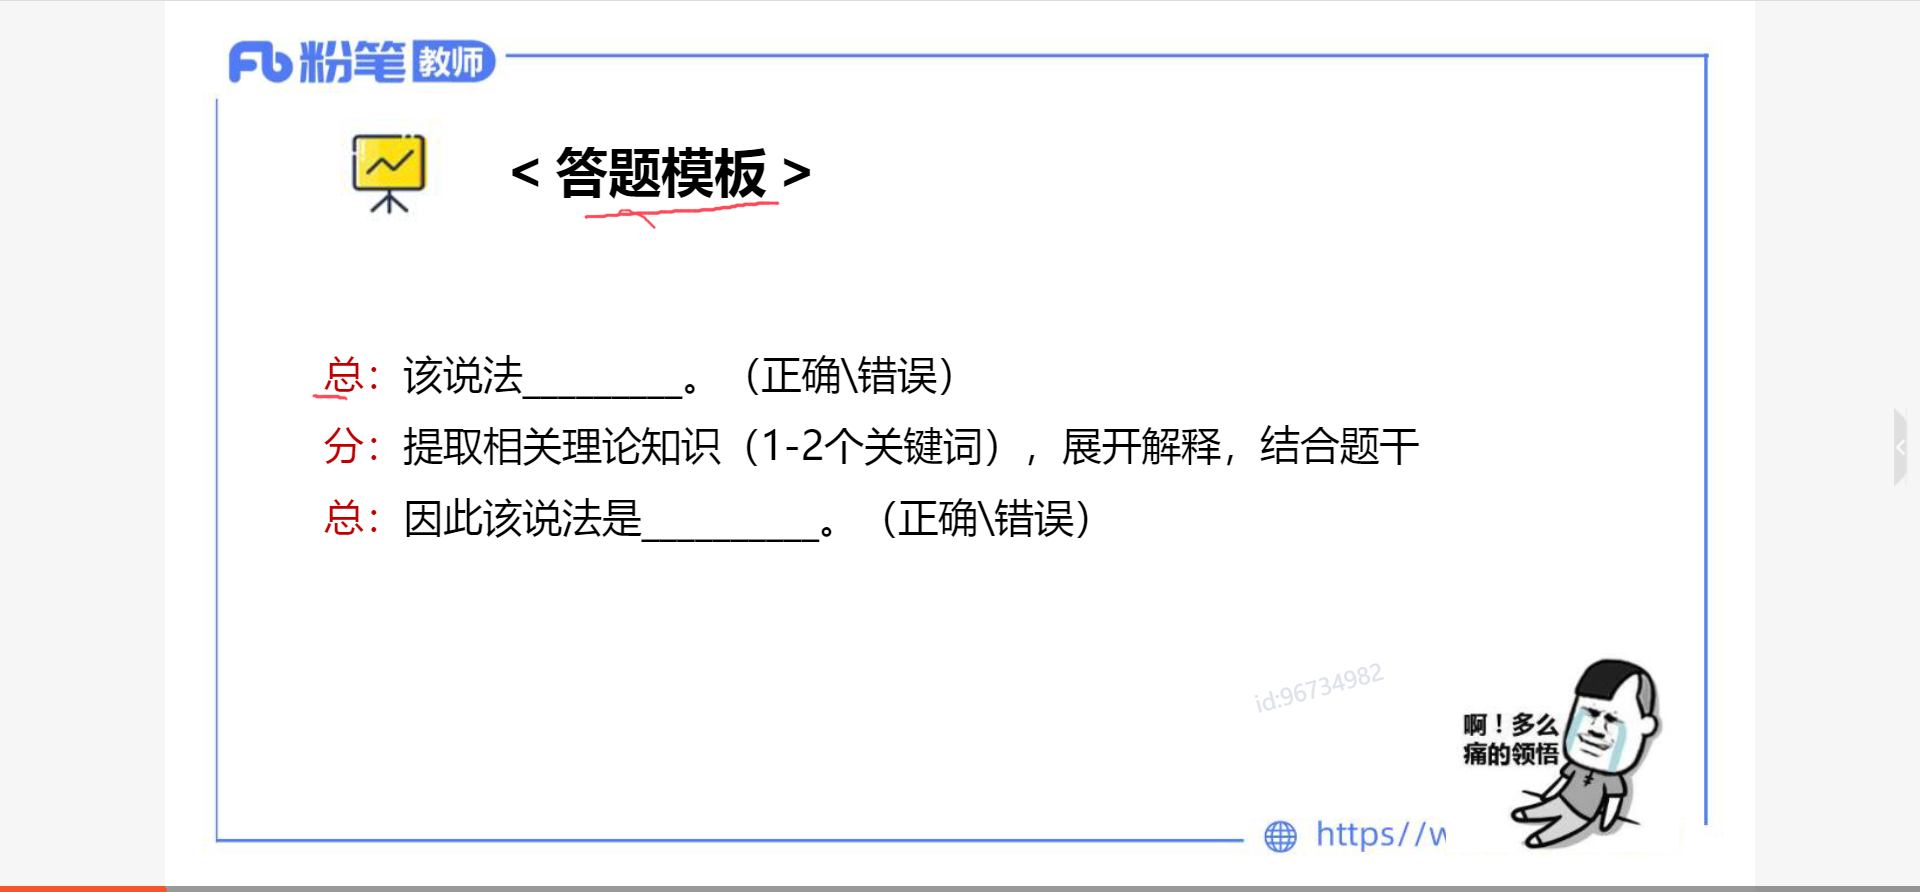 粉笔教师
<答题模板>
总：该说法________。（正确\错误）
分：提取相关理论知识（1-2个关键词），展开解释，结合题干
总：因此该说法是_________。（正确\错误）
id:96734982
啊！多么
痛的领悟
https//w